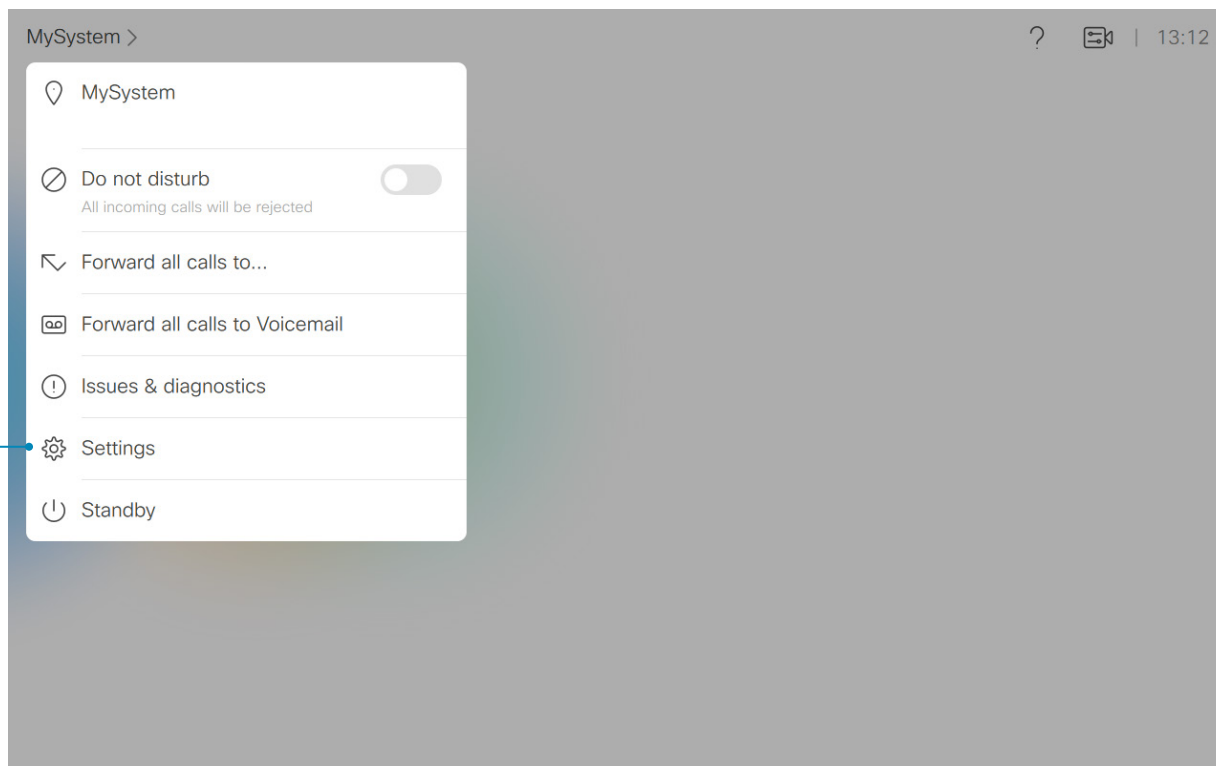 MySystem >
? | 13:12
MySystem
Do not disturb
All incoming calls will be rejected
Forward all calls to...
Forward all calls to Voicemail
Issues & diagnostics
Settings
Standby